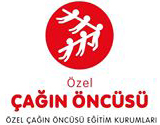 Özel
ÇAĞIN ÖNCÜSÜ
ÖZEL ÇAĞIN ÖNCÜSÜ EĞİTİM KURUMLARI